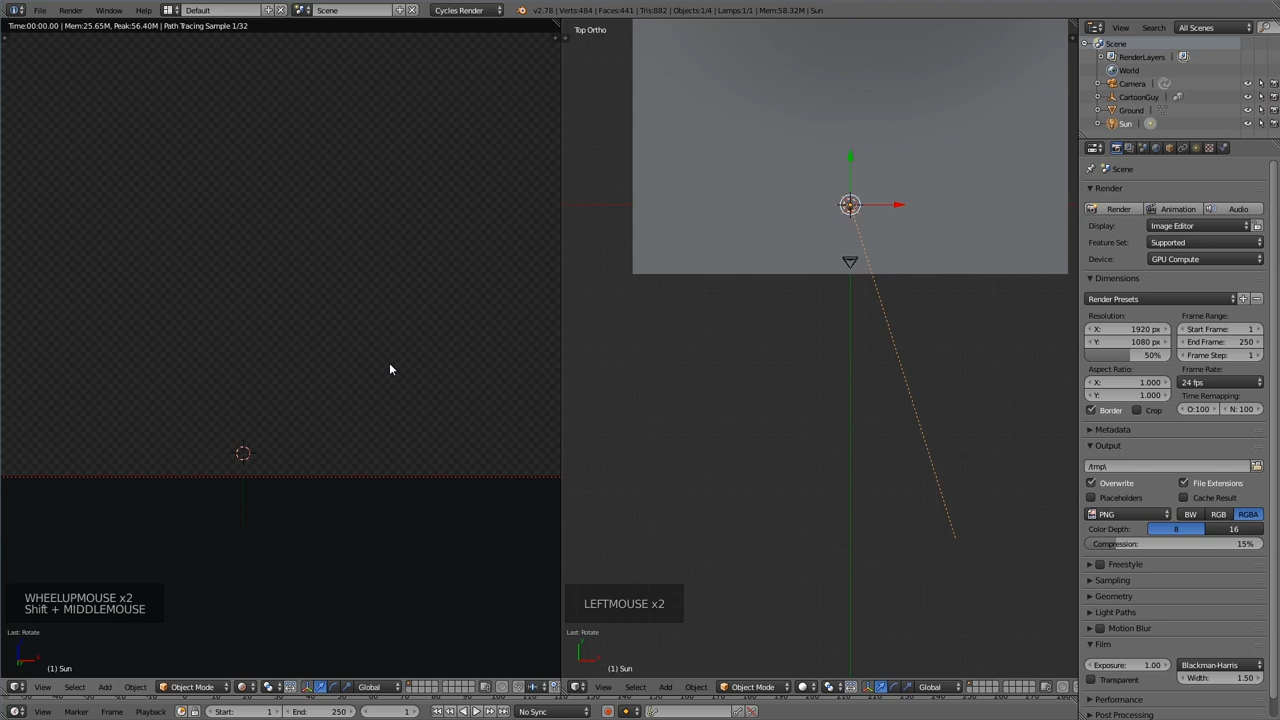 File Render Window Help Default Scene Cycles Render v2.78 | Verts:484 | Faces:441 | Tris:882 | Objects:1/4 | Lamps:1/1 | Mem:58.32M | Sun
Time:00:00.00 | Mem:25.65M, Peak:56.40M | Path Tracing Sample 1/32
Top Ortho
View Search All Scenes
Scene
RenderLayers
World
Camera
CartoonGuy
Ground
Sun
Scene
Render
Render Animation Audio
Display: Image Editor
Feature Set: Supported
Device: GPU Compute
Dimensions
Render Presets
Resolution: Frame Range:
X: 1920 px Start Frame: 1
Y: 1080 px End Frame: 250
50% Frame Step: 1
Aspect Ratio: Frame Rate:
X: 1.000 24 fps
Y: 1.000 Time Remapping:
Border Crop O:100 N: 100
Metadata
Output
/tmp\
Overwrite File Extensions
Placeholders Cache Result
PNG BW RGB RGBA
Color Depth: 8 16
Compression: 15%
Freestyle
Sampling
Geometry
Light Paths
Motion Blur
Film
Exposure: 1.00 Blackman-Harris
Transparent Width: 1.50
Performance
Post Processing
WHEELUPMOUSE x2
Shift + MIDDLEMOUSE
LEFTMOUSE x2
Last: Rotate
(1) Sun
Last: Rotate
(1) Sun
View Select Add Object Object Mode Global
View Select Add Object Object Mode Global
View Marker Frame Playback Start: 1 End: 250 1 No Sync